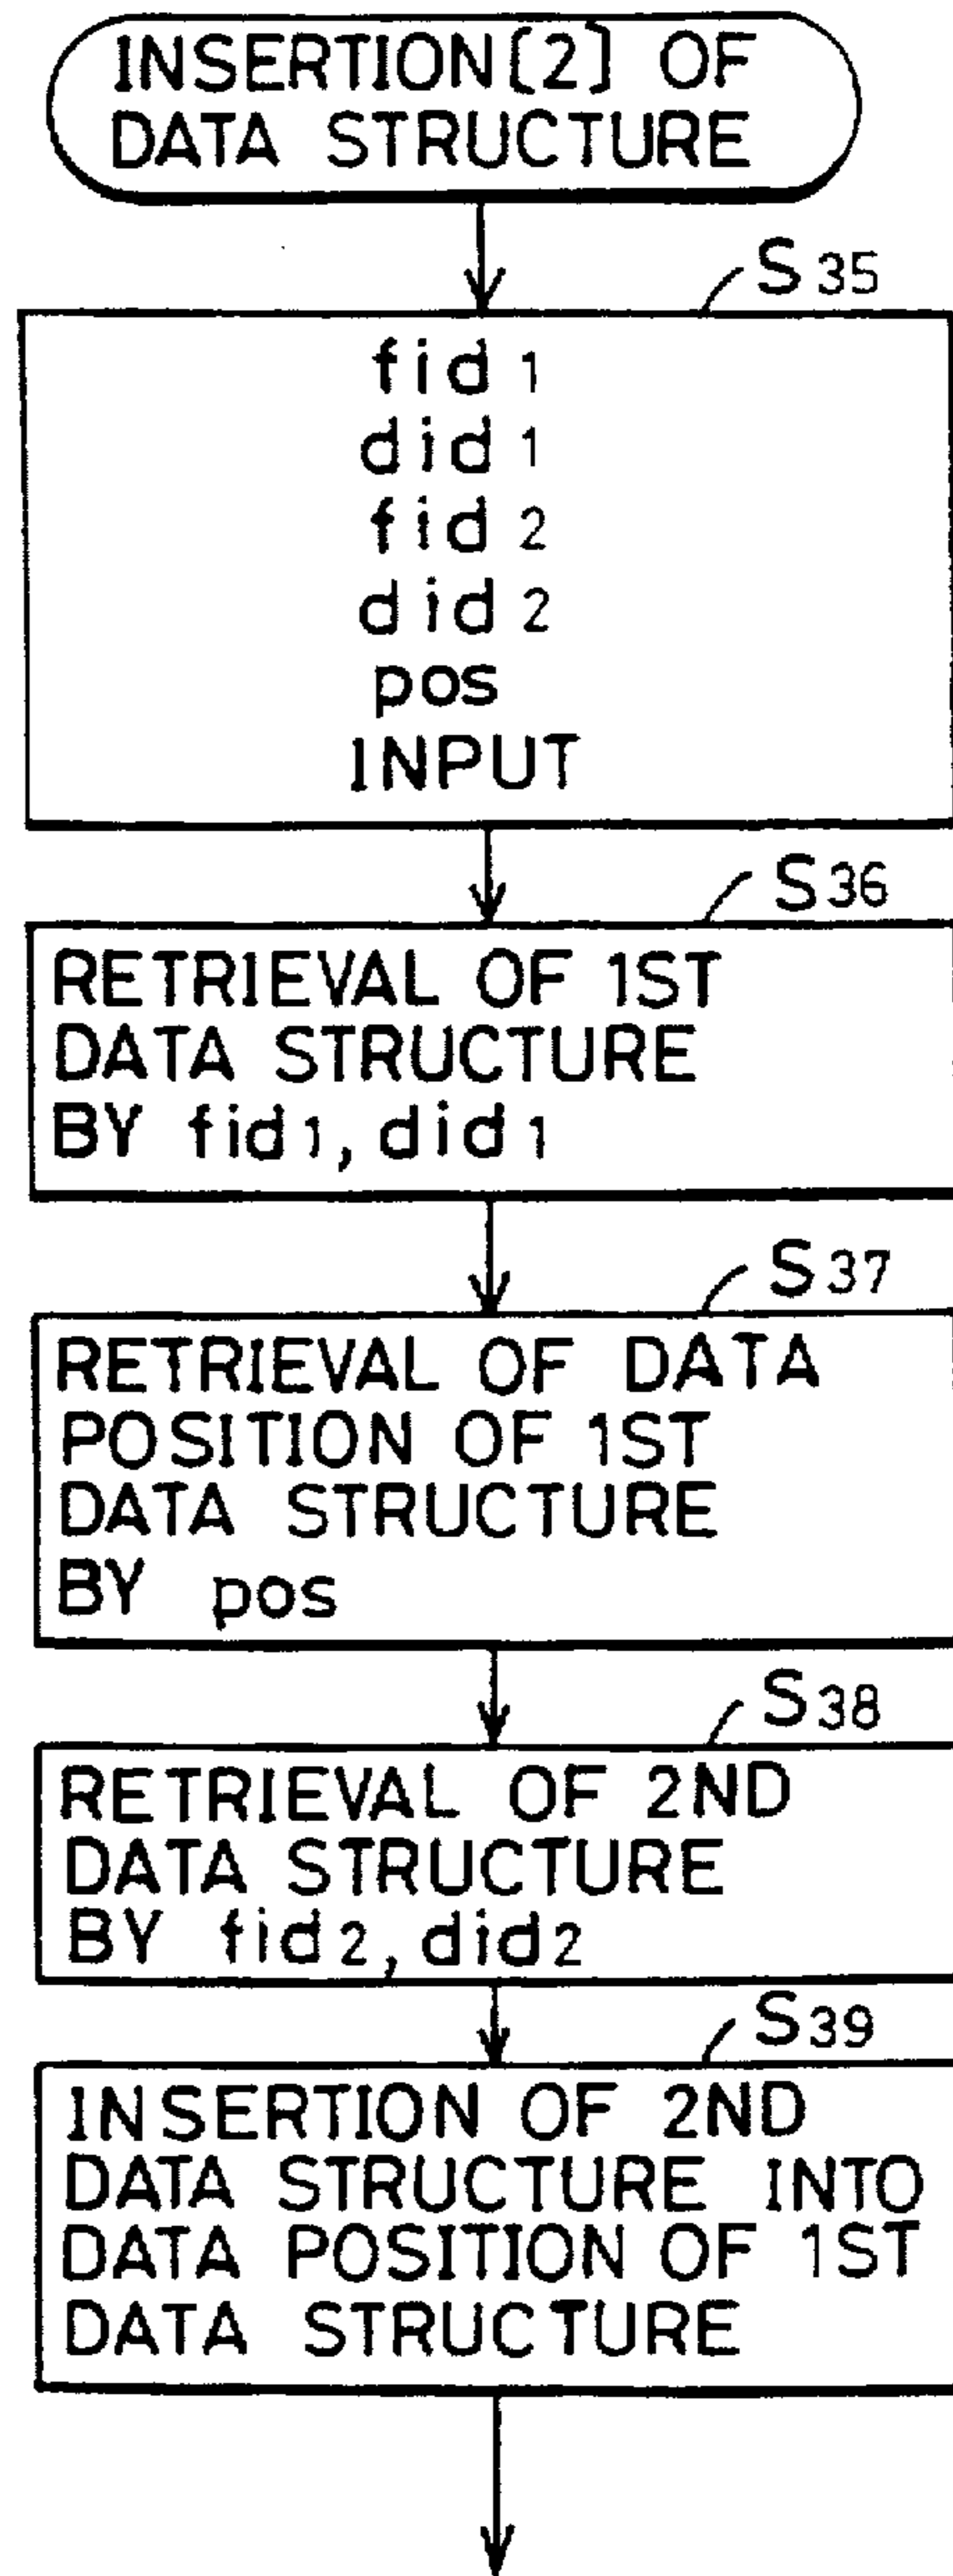 INSERTION[2] OF
DATA STRUCTURE
S35
fid1
did1
fid2
did2
pos
INPUT
S36
RETRIEVAL OF 1ST
DATA STRUCTURE
BY fid1, did1
S37
RETRIEVAL OF DATA
POSITION OF 1ST
DATA STRUCTURE
BY pos
S38
RETRIEVAL OF 2ND
DATA STRUCTURE
BY fid2, did2
S39
INSERTION OF 2ND
DATA STRUCTURE INTO
DATA POSITION OF 1ST
DATA STRUCTURE